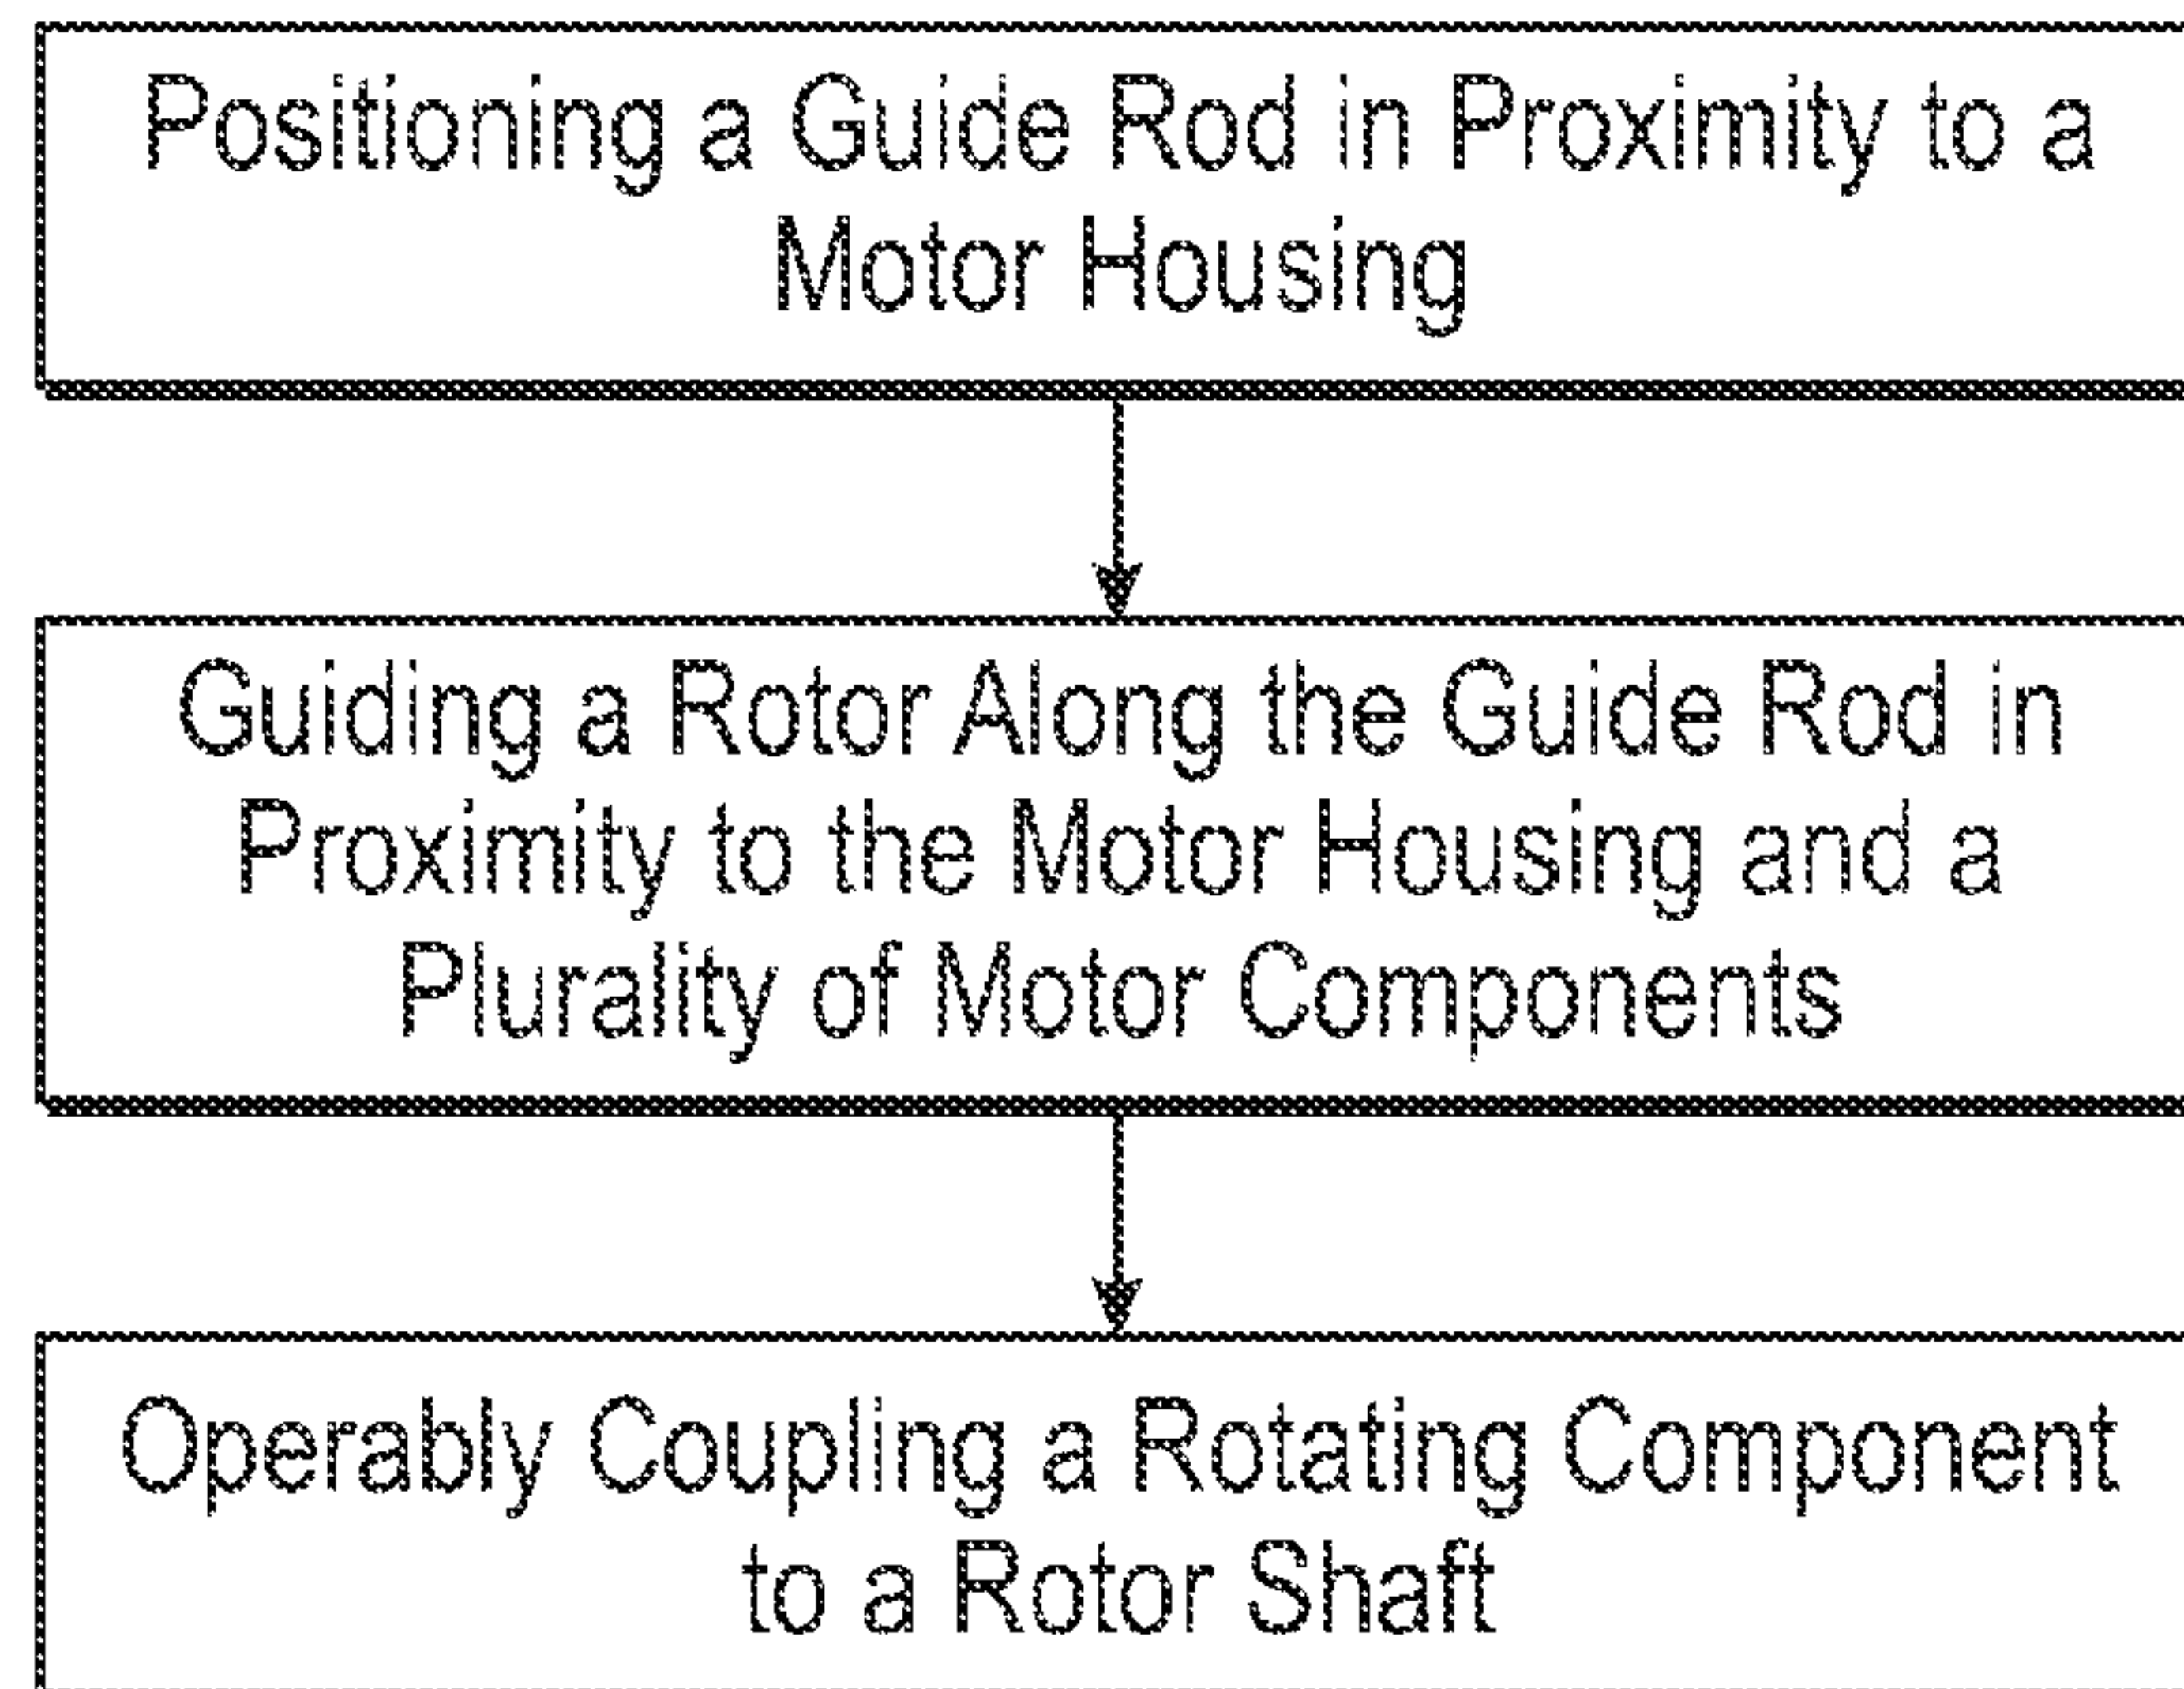 Positioning a Guide Rod in Proximity to a
Motor Housing
Guiding a Rotor Along the Guide Rod in
Proximity to the Motor Housing and a
Plurality of Motor Components
Operably Coupling a Rotating Component
to a Rotor Shaft